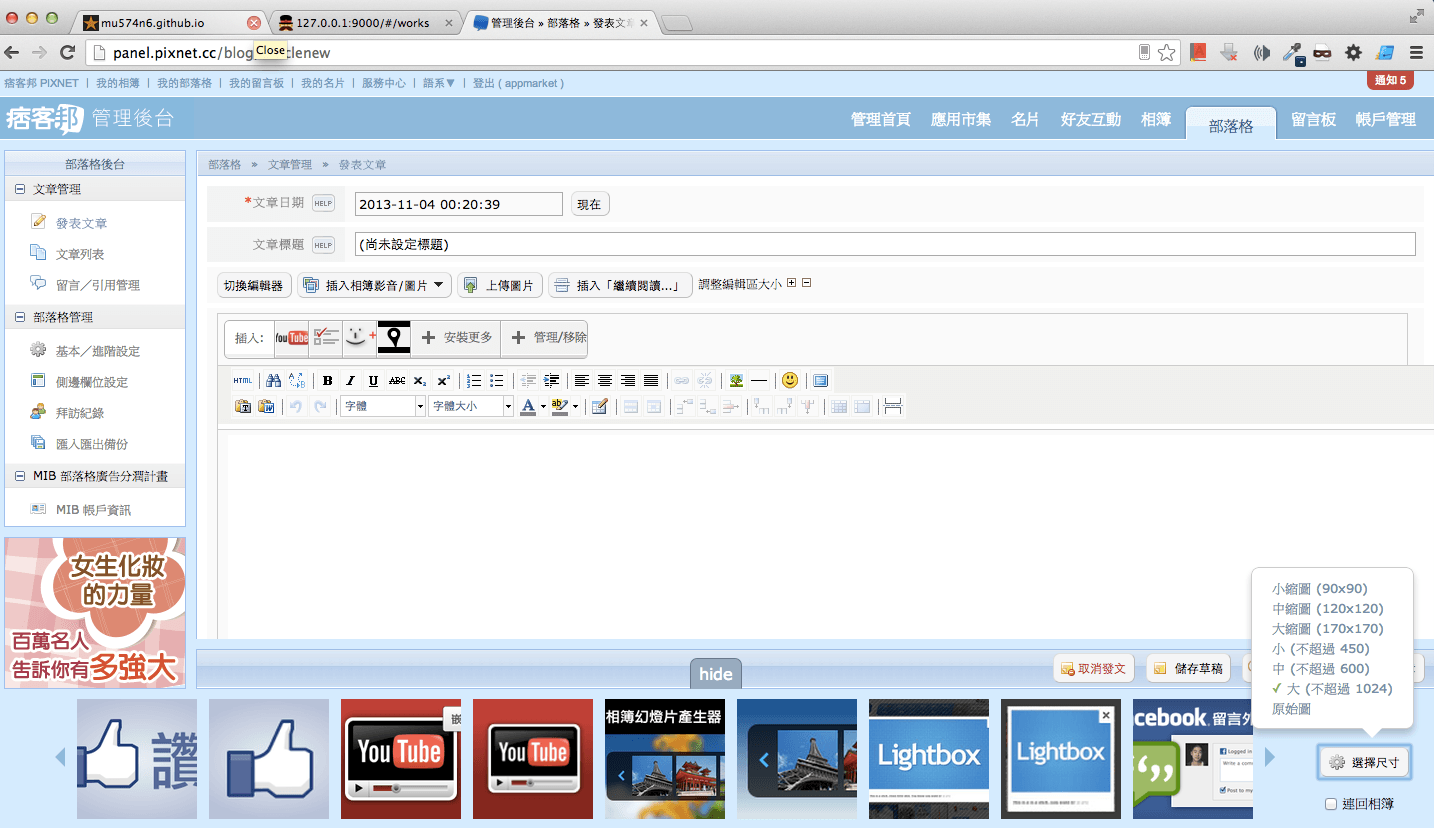 mu574n6.github.io
127.0.0.1:9000/#/works
管理後台 » 部落格 » 發表文章
panel.pixnet.cc/blog
Close
clenew
痞客邦 PIXNET | 我的相簿 | 我的部落格 | 我的留言板 | 我的名片 | 服務中心 | 語系▼ | 登出 ( appmarket )
通知 5
痞客邦 管理後台
管理首頁 應用市集 名片 好友互動 相簿 部落格 留言板 帳戶管理
部落格後台
文章管理
發表文章
文章列表
留言／引用管理
部落格管理
基本／進階設定
側邊欄位設定
拜訪紀錄
匯入匯出備份
MIB 部落格廣告分潤計畫
MIB 帳戶資訊
女生化妝
的力量
百萬名人
告訴你有多強大
部落格 » 文章管理 » 發表文章
*文章日期 HELP 2013-11-04 00:20:39 現在
文章標題 HELP (尚未設定標題)
切換編輯器 插入相簿影音/圖片 ▼ 上傳圖片 插入「繼續閱讀...」 調整編輯區大小
插入: YouTube + 安裝更多 + 管理/移除
HTML B I U ABC x₂ x²
字體 字體大小 A ab
hide
取消發文 儲存草稿
小縮圖 (90x90)
中縮圖 (120x120)
大縮圖 (170x170)
小 (不超過 450)
中 (不超過 600)
✓ 大 (不超過 1024)
原始圖
讚
YouTube
嵌
YouTube
相簿幻燈片產生器
Lightbox
Lightbox
cebook 留言外
Logged in
Write a com
Post to my
選擇尺寸
連回相簿